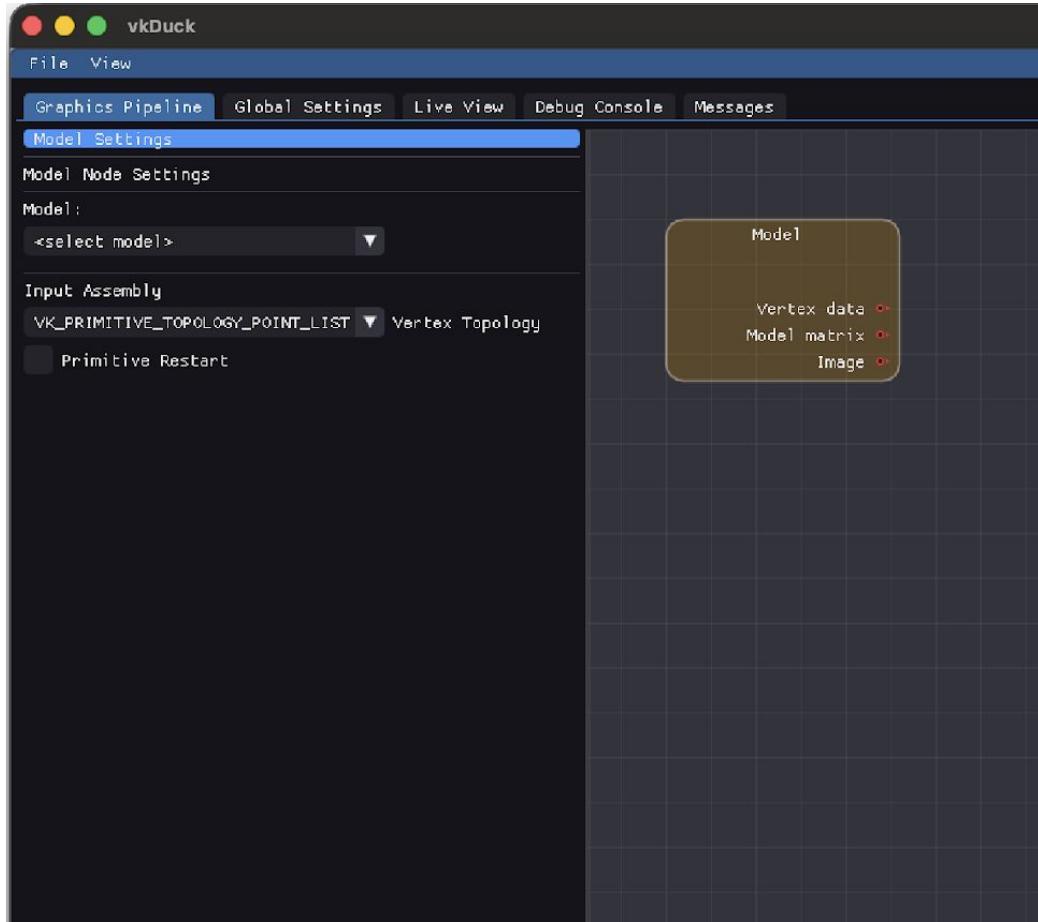 vkDuck
File View
Graphics Pipeline Global Settings Live View Debug Console Messages
Model Settings
Model Node Settings
Model:
<select model>
Input Assembly
VK_PRIMITIVE_TOPOLOGY_POINT_LIST Vertex Topology
Primitive Restart
Model
Vertex data
Model matrix
Image